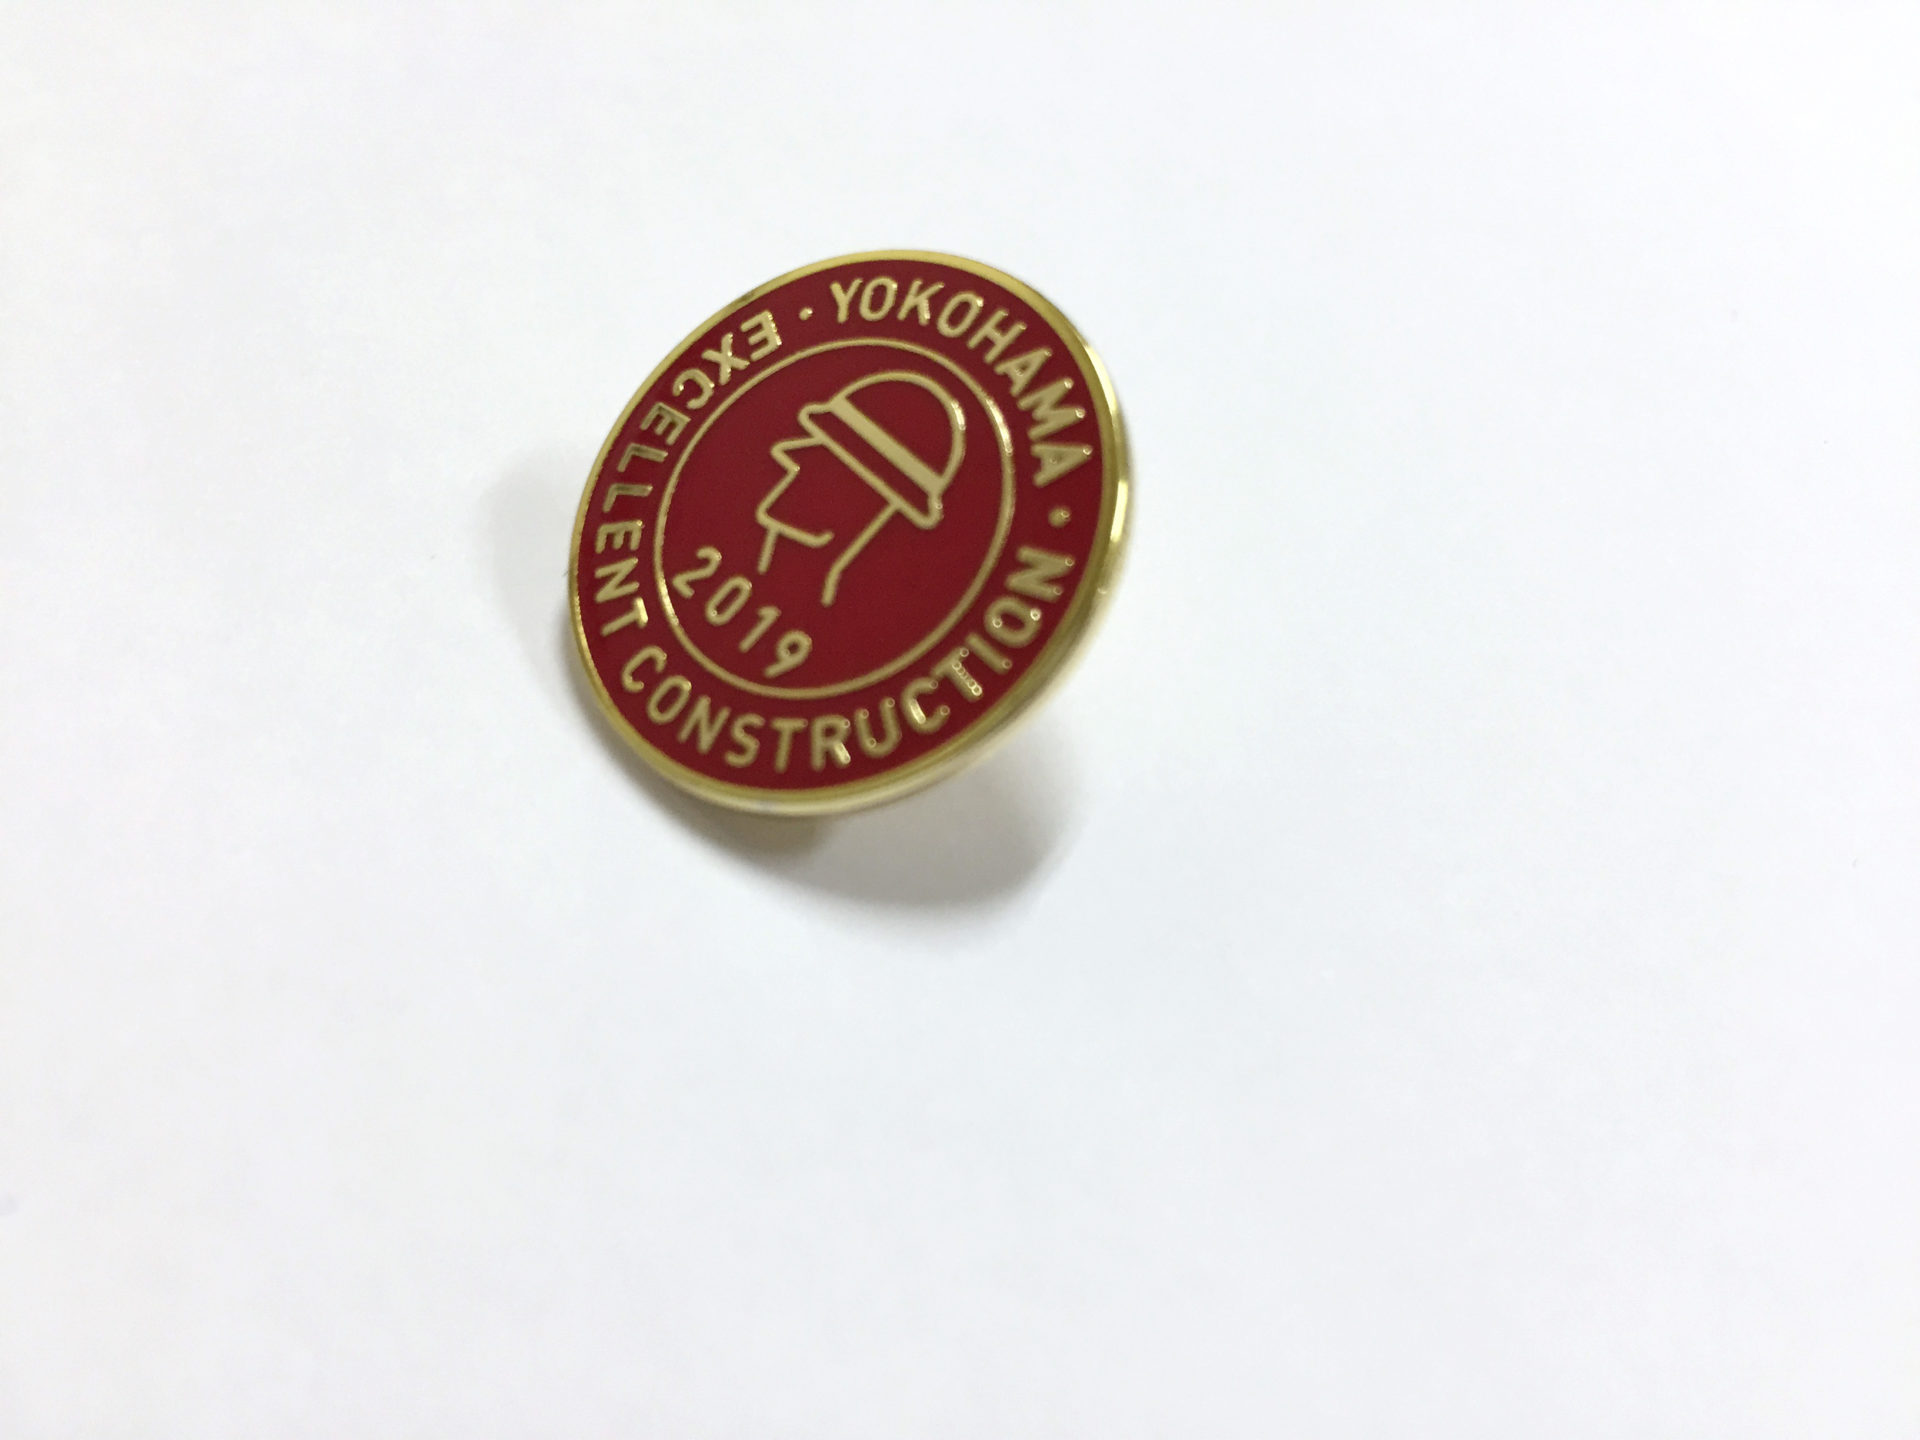 YOKOHAMA
EXCELLENT CONSTRUCTION
2019